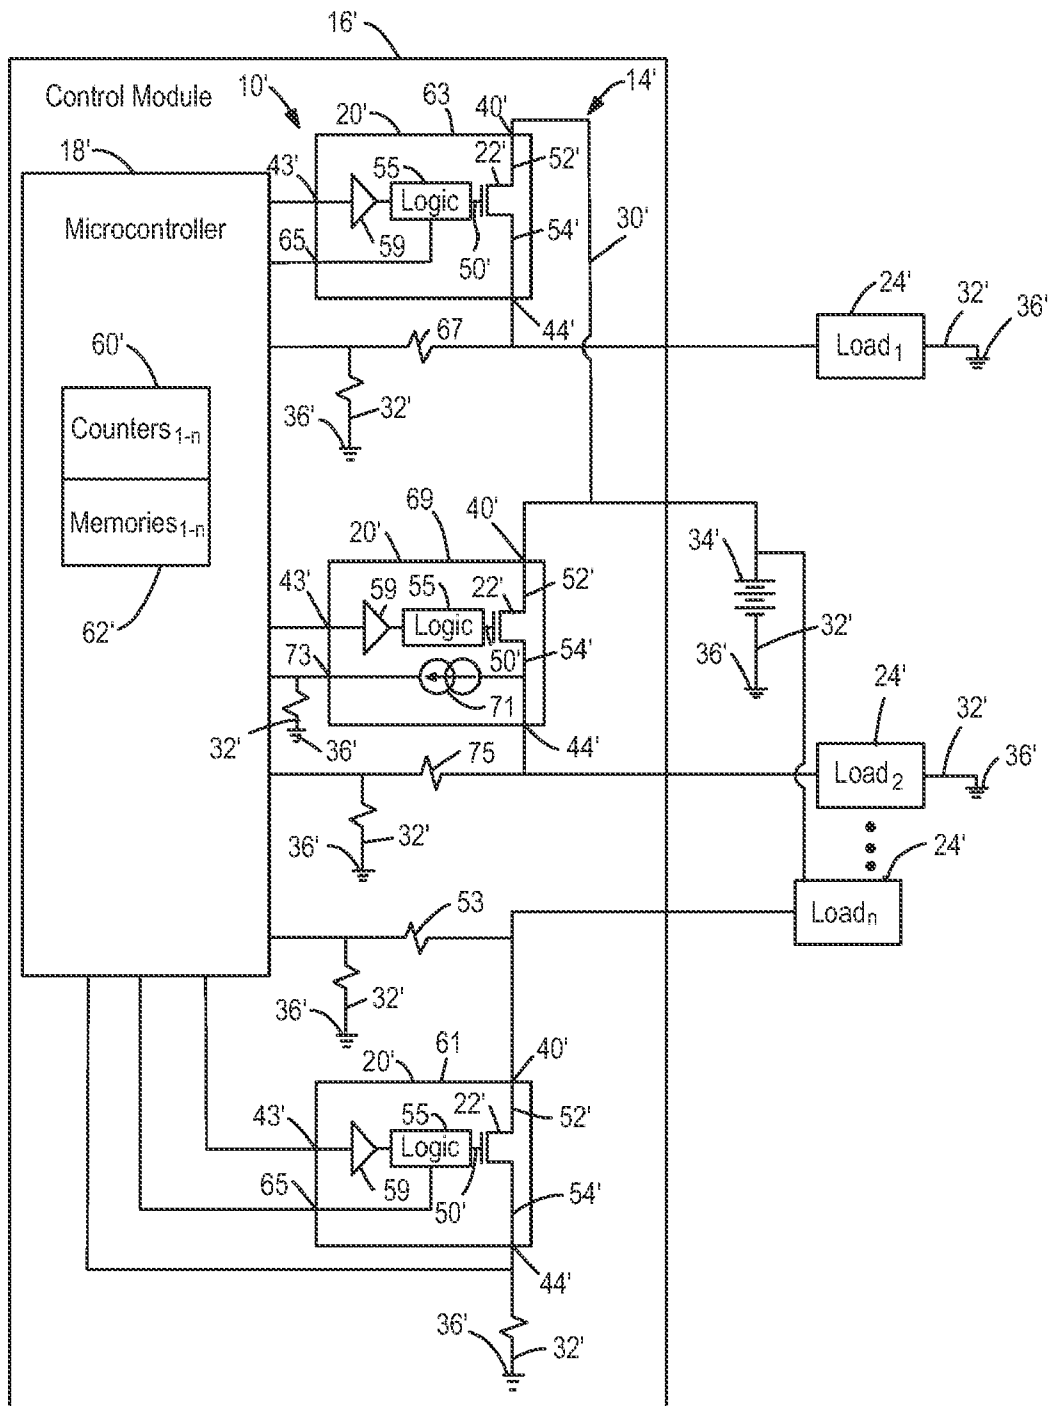 16'
Control Module
10'
14'
20' 63 40'
18'
43' 55 22' 52'
Logic
Microcontroller
59 50' 54' 30'
65
44'
24' 32' 36'
67
Load1
60'
36' 32'
Counters1-n
69 40'
Memories1-n
20'
34'
59 55 22' 52'
43'
Logic
62'
50' 54'
73
32'
36'
71
24' 32'
32' 36'
44'
75
36'
Load2
32'
36'
24'
53
Loadn
32'
36'
61 40'
20'
43' 55 22' 52'
Logic
65 59 50' 54'
44'
36'
32'